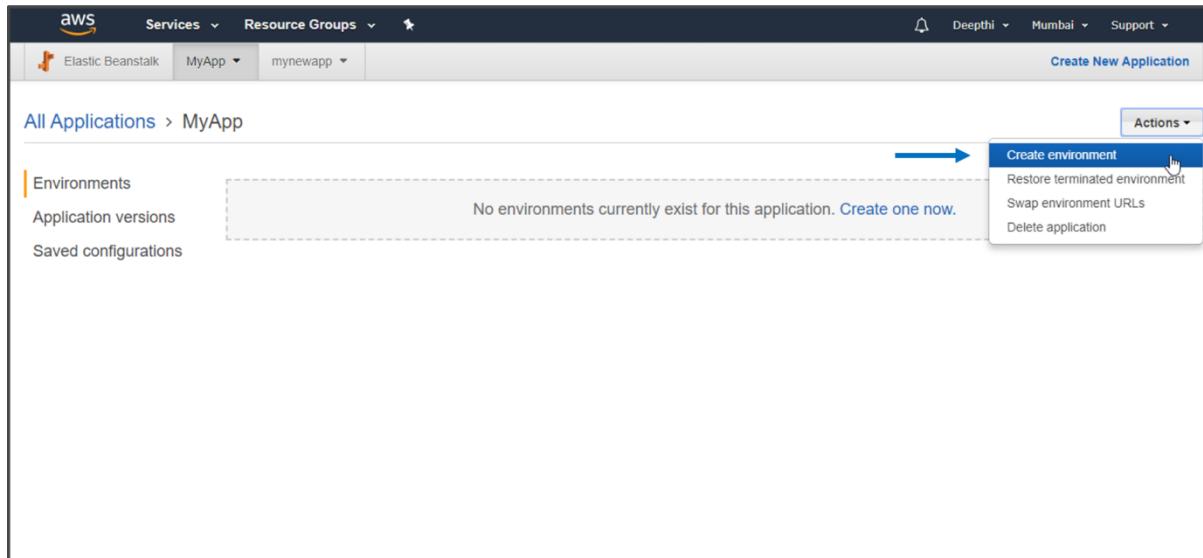 aws Services Resource Groups Deepthi Mumbai Support
Elastic Beanstalk MyApp mynewapp Create New Application
All Applications > MyApp Actions
Create environment
Restore terminated environment
Swap environment URLs
Delete application
Environments
Application versions
Saved configurations
No environments currently exist for this application. Create one now.